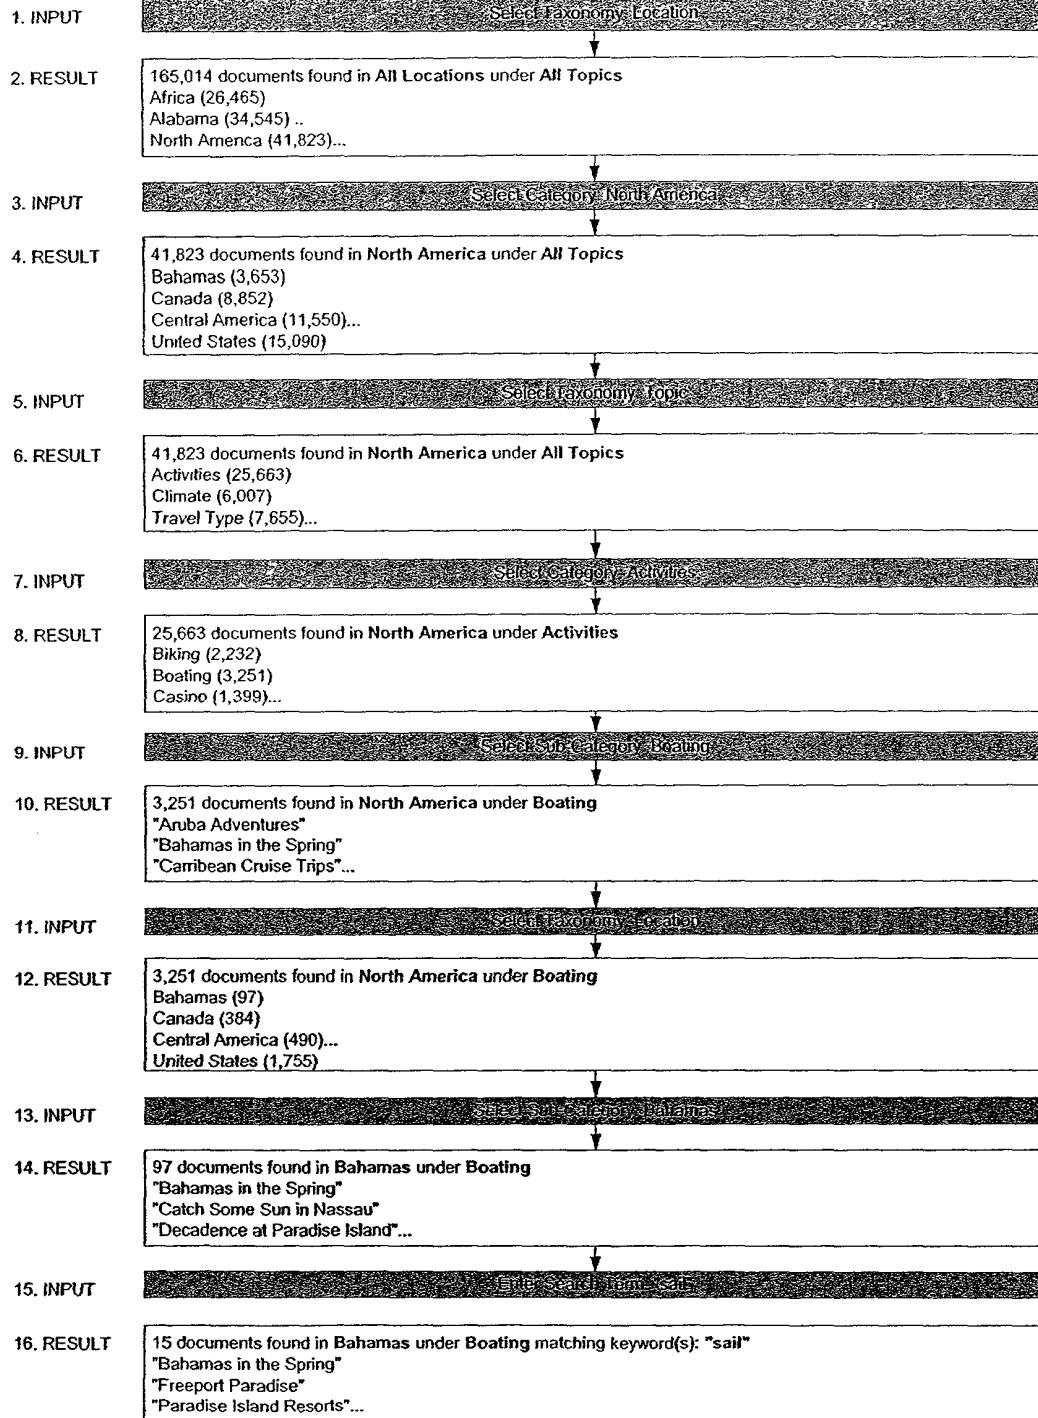 1. INPUT
Select Taxonomy: Location
2. RESULT
165,014 documents found in All Locations under All Topics
Africa (26,465)
Alabama (34,545) ..
North America (41,823)...
3. INPUT
Select Category: North America
4. RESULT
41,823 documents found in North America under All Topics
Bahamas (3,653)
Canada (8,852)
Central America (11,550)...
United States (15,090)
5. INPUT
Select Taxonomy: Topic
6. RESULT
41,823 documents found in North America under All Topics
Activities (25,663)
Climate (6,007)
Travel Type (7,655)...
7. INPUT
Select Category: Activities
8. RESULT
25,663 documents found in North America under Activities
Biking (2,232)
Boating (3,251)
Casino (1,399)...
9. INPUT
Select Sub-Category: Boating
10. RESULT
3,251 documents found in North America under Boating
"Aruba Adventures"
"Bahamas in the Spring"
"Carribean Cruise Trips"...
11. INPUT
Select Taxonomy: Location
12. RESULT
3,251 documents found in North America under Boating
Bahamas (97)
Canada (384)
Central America (490)...
United States (1,755)
13. INPUT
Select Sub-Category: Bahamas
14. RESULT
97 documents found in Bahamas under Boating
"Bahamas in the Spring"
"Catch Some Sun in Nassau"
"Decadence at Paradise Island"...
15. INPUT
Enter Search Term: sail
16. RESULT
15 documents found in Bahamas under Boating matching keyword(s): "sail"
"Bahamas in the Spring"
"Freeport Paradise"
"Paradise Island Resorts"...